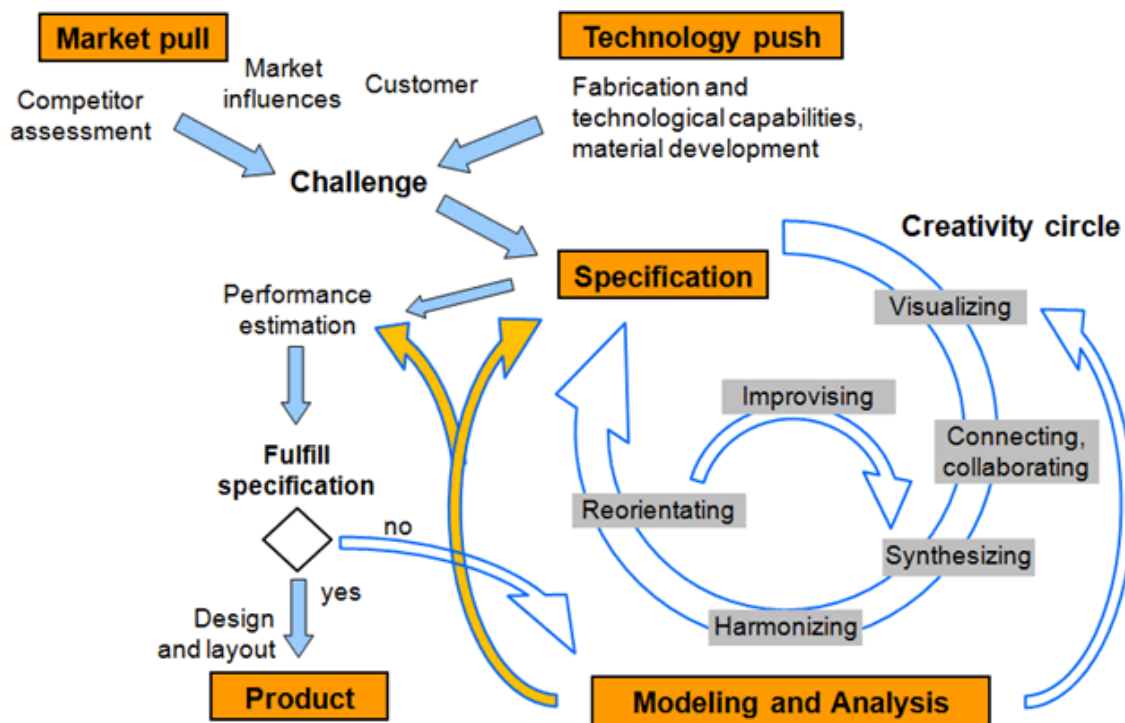 Market pull
Technology push
Market
influences
Customer
Competitor
assessment
Fabrication and
technological capabilities,
material development
Challenge
Creativity circle
Specification
Performance
estimation
Visualizing
Improvising
Connecting,
collaborating
Fulfill
specification
Reorientating
no
Synthesizing
yes
Design
and layout
Harmonizing
Product
Modeling and Analysis